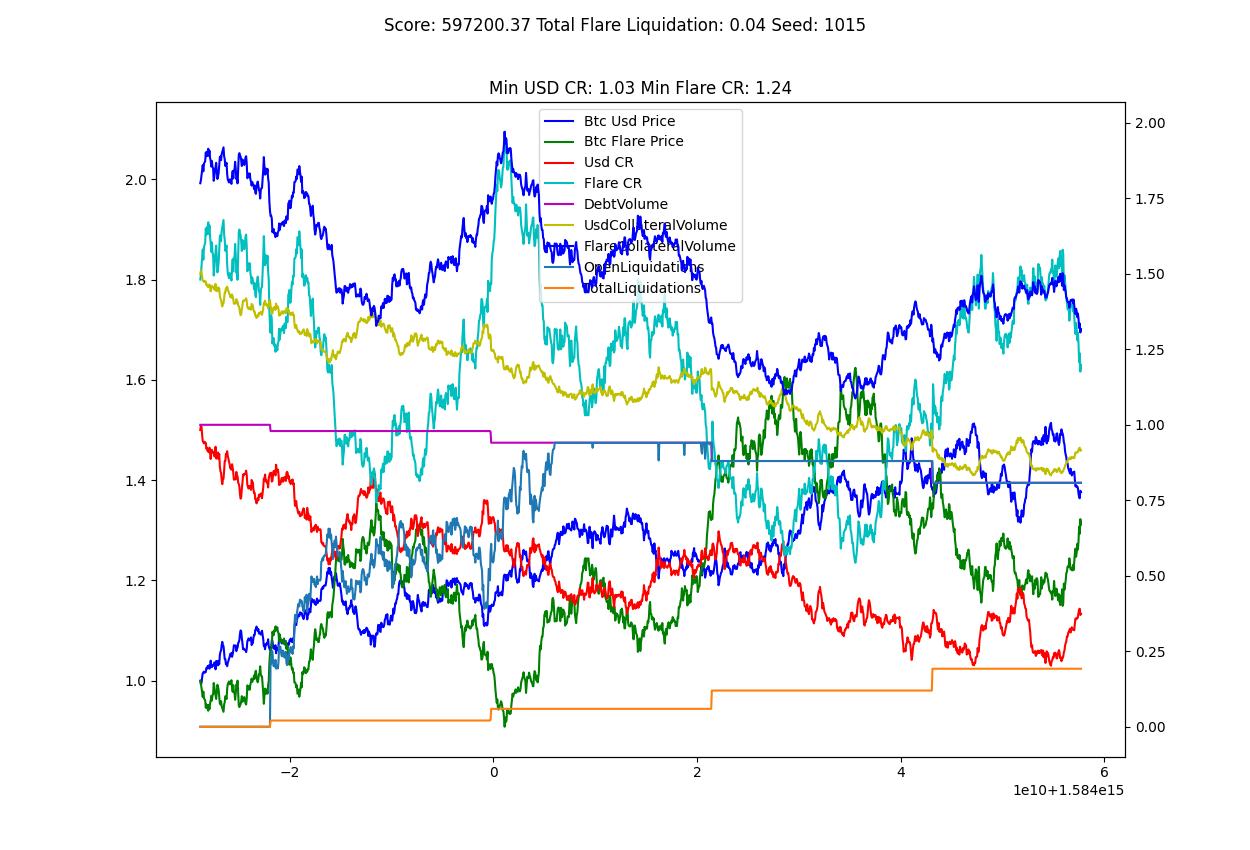 Score: 597200.37 Total Flare Liquidation: 0.04 Seed: 1015
Min USD CR: 1.03 Min Flare CR: 1.24
Btc Usd Price
Btc Flare Price
Usd CR
Flare CR
DebtVolume
UsdCollateralVolume
FlareCollateralVolume
OpenLiquidations
TotalLiquidations
2.0
1.8
1.6
1.4
1.2
1.0
2.00
1.75
1.50
1.25
1.00
0.75
0.50
0.25
0.00
−2 0 2 4 6
1e10+1.584e15